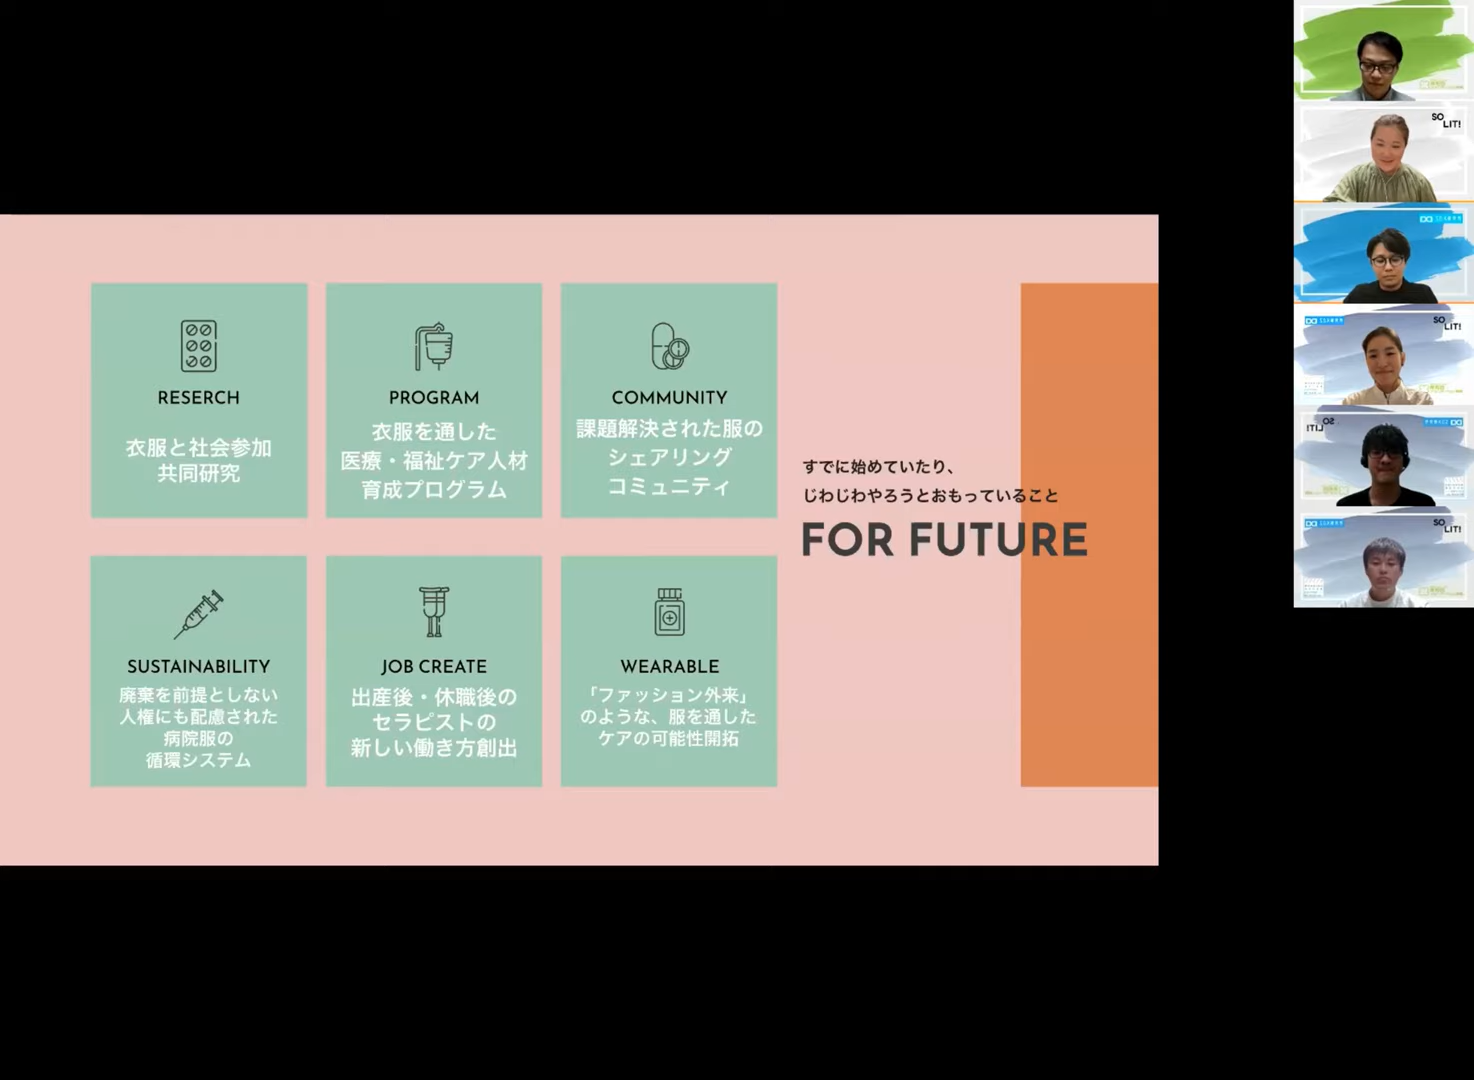 RESERCH
衣服と社会参加
共同研究
PROGRAM
衣服を通した
医療・福祉ケア人材
育成プログラム
COMMUNITY
課題解決された服の
シェアリング
コミュニティ
SUSTAINABILITY
廃棄を前提としない
人権にも配慮された
病院服の
循環システム
JOB CREATE
出産後・休職後の
セラピストの
新しい働き方創出
WEARABLE
「ファッション外来」
のような、服を通した
ケアの可能性開拓
すでに始めていたり、
じわじわやろうとおもっていること
FOR FUTURE
SO
LIT!
SO
LIT!
SO
LIT!
SO
LIT!